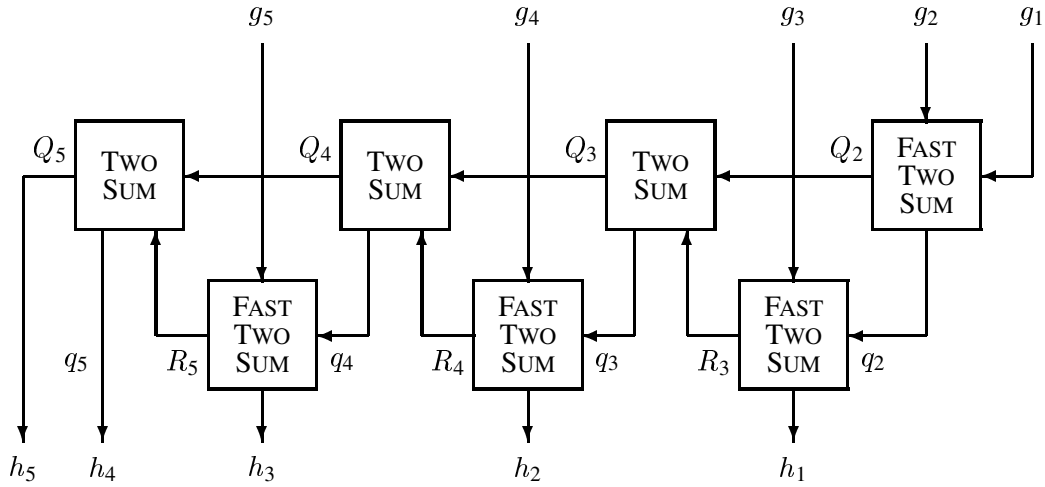 g5 g4 g3 g2 g1
Q5 TWO SUM Q4 TWO SUM Q3 TWO SUM Q2 FAST TWO SUM
q5 R5 FAST TWO SUM q4 R4 FAST TWO SUM q3 R3 FAST TWO SUM q2
h5 h4 h3 h2 h1